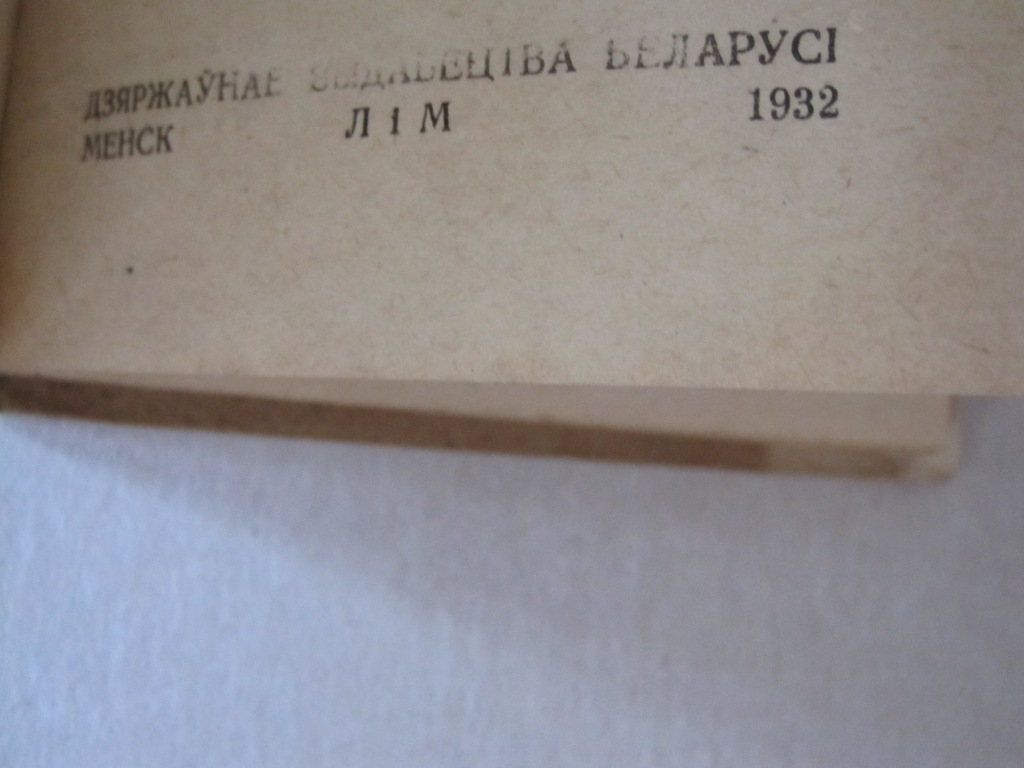 ДЗЯРЖАЎНАЕ ВЫДАВЕЦТВА БЕЛАРУСІ
МЕНСК Л і М 1932